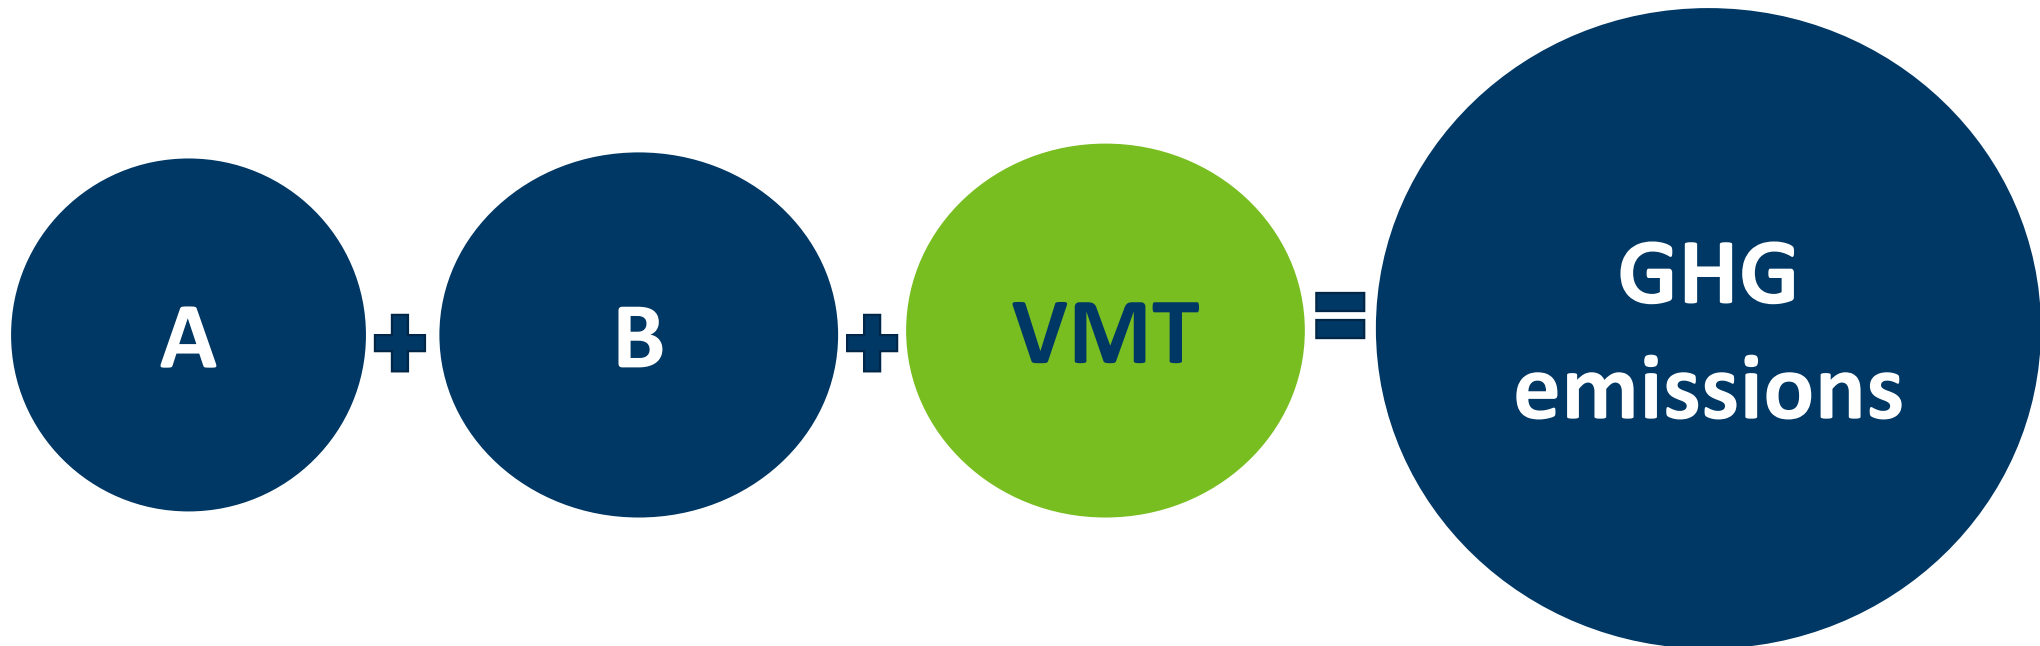 A + B + VMT = GHG
emissions